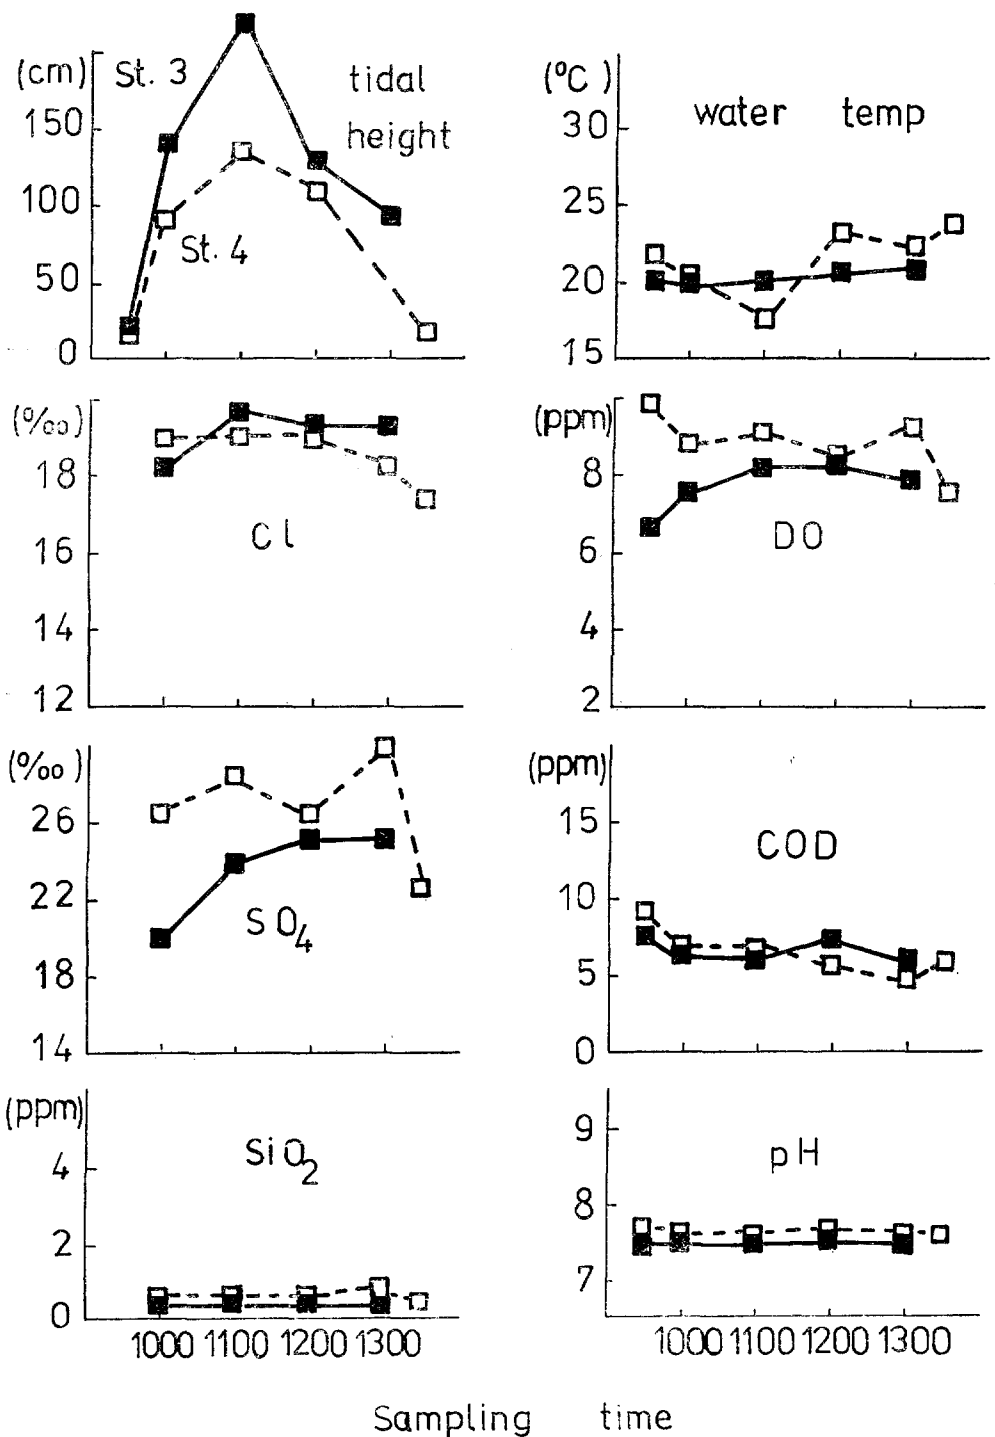 (cm)
St. 3
tidal
height
150
100
St. 4
50
0
(°C)
water temp
30
25
20
15
(‰)
18
Cl
16
14
12
(ppm)
8
DO
6
4
2
(‰)
26
22
SO4
18
14
(ppm)
15
COD
10
5
0
(ppm)
SiO2
4
2
0
1000 1100 1200 1300
9
pH
8
7
1000 1100 1200 1300
Sampling time